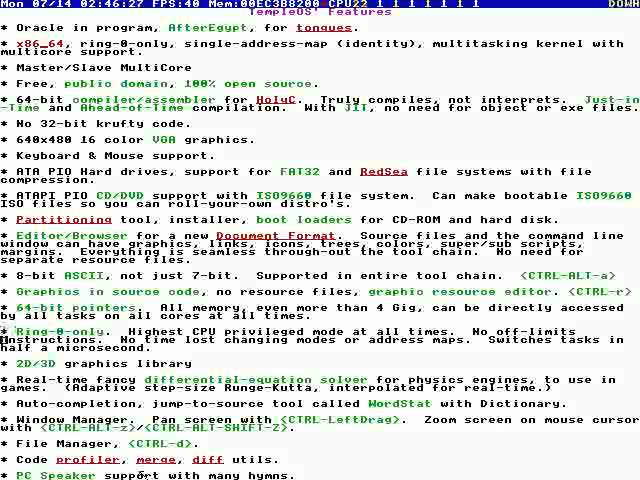 Mon 07/14 02:46:27 FPS:40 Mem:00EC3B8200 CPU22 1 1 1 1 1 1 1 DOWN
TempleOS' Features
* Oracle in program, AfterEgypt, for tongues.
* x86_64, ring-0-only, single-address-map (identity), multitasking kernel with
multicore support.
* Master/Slave MultiCore
* Free, public domain, 100% open source.
* 64-bit compiler/assembler for HolyC.  Truly compiles, not interprets.  Just-in
-Time and Ahead-of-Time compilation.  With JIT, no need for object or exe files.
* No 32-bit krufty code.
* 640x480 16 color VGA graphics.
* Keyboard & Mouse support.
* ATA PIO Hard drives, support for FAT32 and RedSea file systems with file
compression.
* ATAPI PIO CD/DVD support with ISO9660 file system.  Can make bootable ISO9660
ISO files so you can roll-your-own distro's.
* Partitioning tool, installer, boot loaders for CD-ROM and hard disk.
* Editor/Browser for a new Document Format.  Source files and the command line
window can have graphics, links, icons, trees, colors, super/sub scripts,
margins.  Everything is seamless through-out the tool chain.  No need for
separate resource files.
* 8-bit ASCII, not just 7-bit.  Supported in entire tool chain.  <CTRL-ALT-a>
* Graphics in source code, no resource files, graphic resource editor. <CTRL-r>
* 64-bit pointers.  All memory, even more than 4 Gig, can be directly accessed
by all tasks on all cores at all times.
* Ring-0-only.  Highest CPU privileged mode at all times.  No off-limits
instructions.  No time lost changing modes or address maps.  Switches tasks in
half a microsecond.
* 2D/3D graphics library
* Real-time fancy differential-equation solver for physics engines, to use in
games.  (Adaptive step-size Runge-Kutta, interpolated for real-time.)
* Auto-completion, jump-to-source tool called WordStat with Dictionary.
* Window Manager.  Pan screen with <CTRL-LeftDrag>.  Zoom screen on mouse cursor
with <CTRL-ALT-z>/<CTRL-ALT-SHIFT-Z>.
* File Manager, <CTRL-d>.
* Code profiler, merge, diff utils.
* PC Speaker support with many hymns.